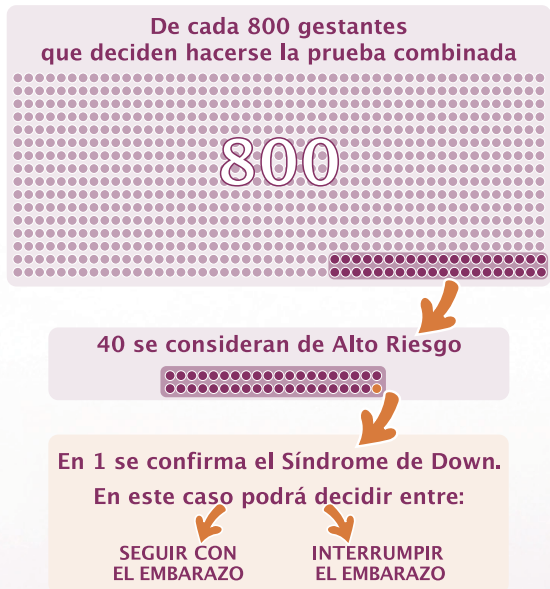 De cada 800 gestantes
que deciden hacerse la prueba combinada
800
40 se consideran de Alto Riesgo
En 1 se confirma el Síndrome de Down.
En este caso podrá decidir entre:
SEGUIR CON
EL EMBARAZO
INTERRUMPIR
EL EMBARAZO